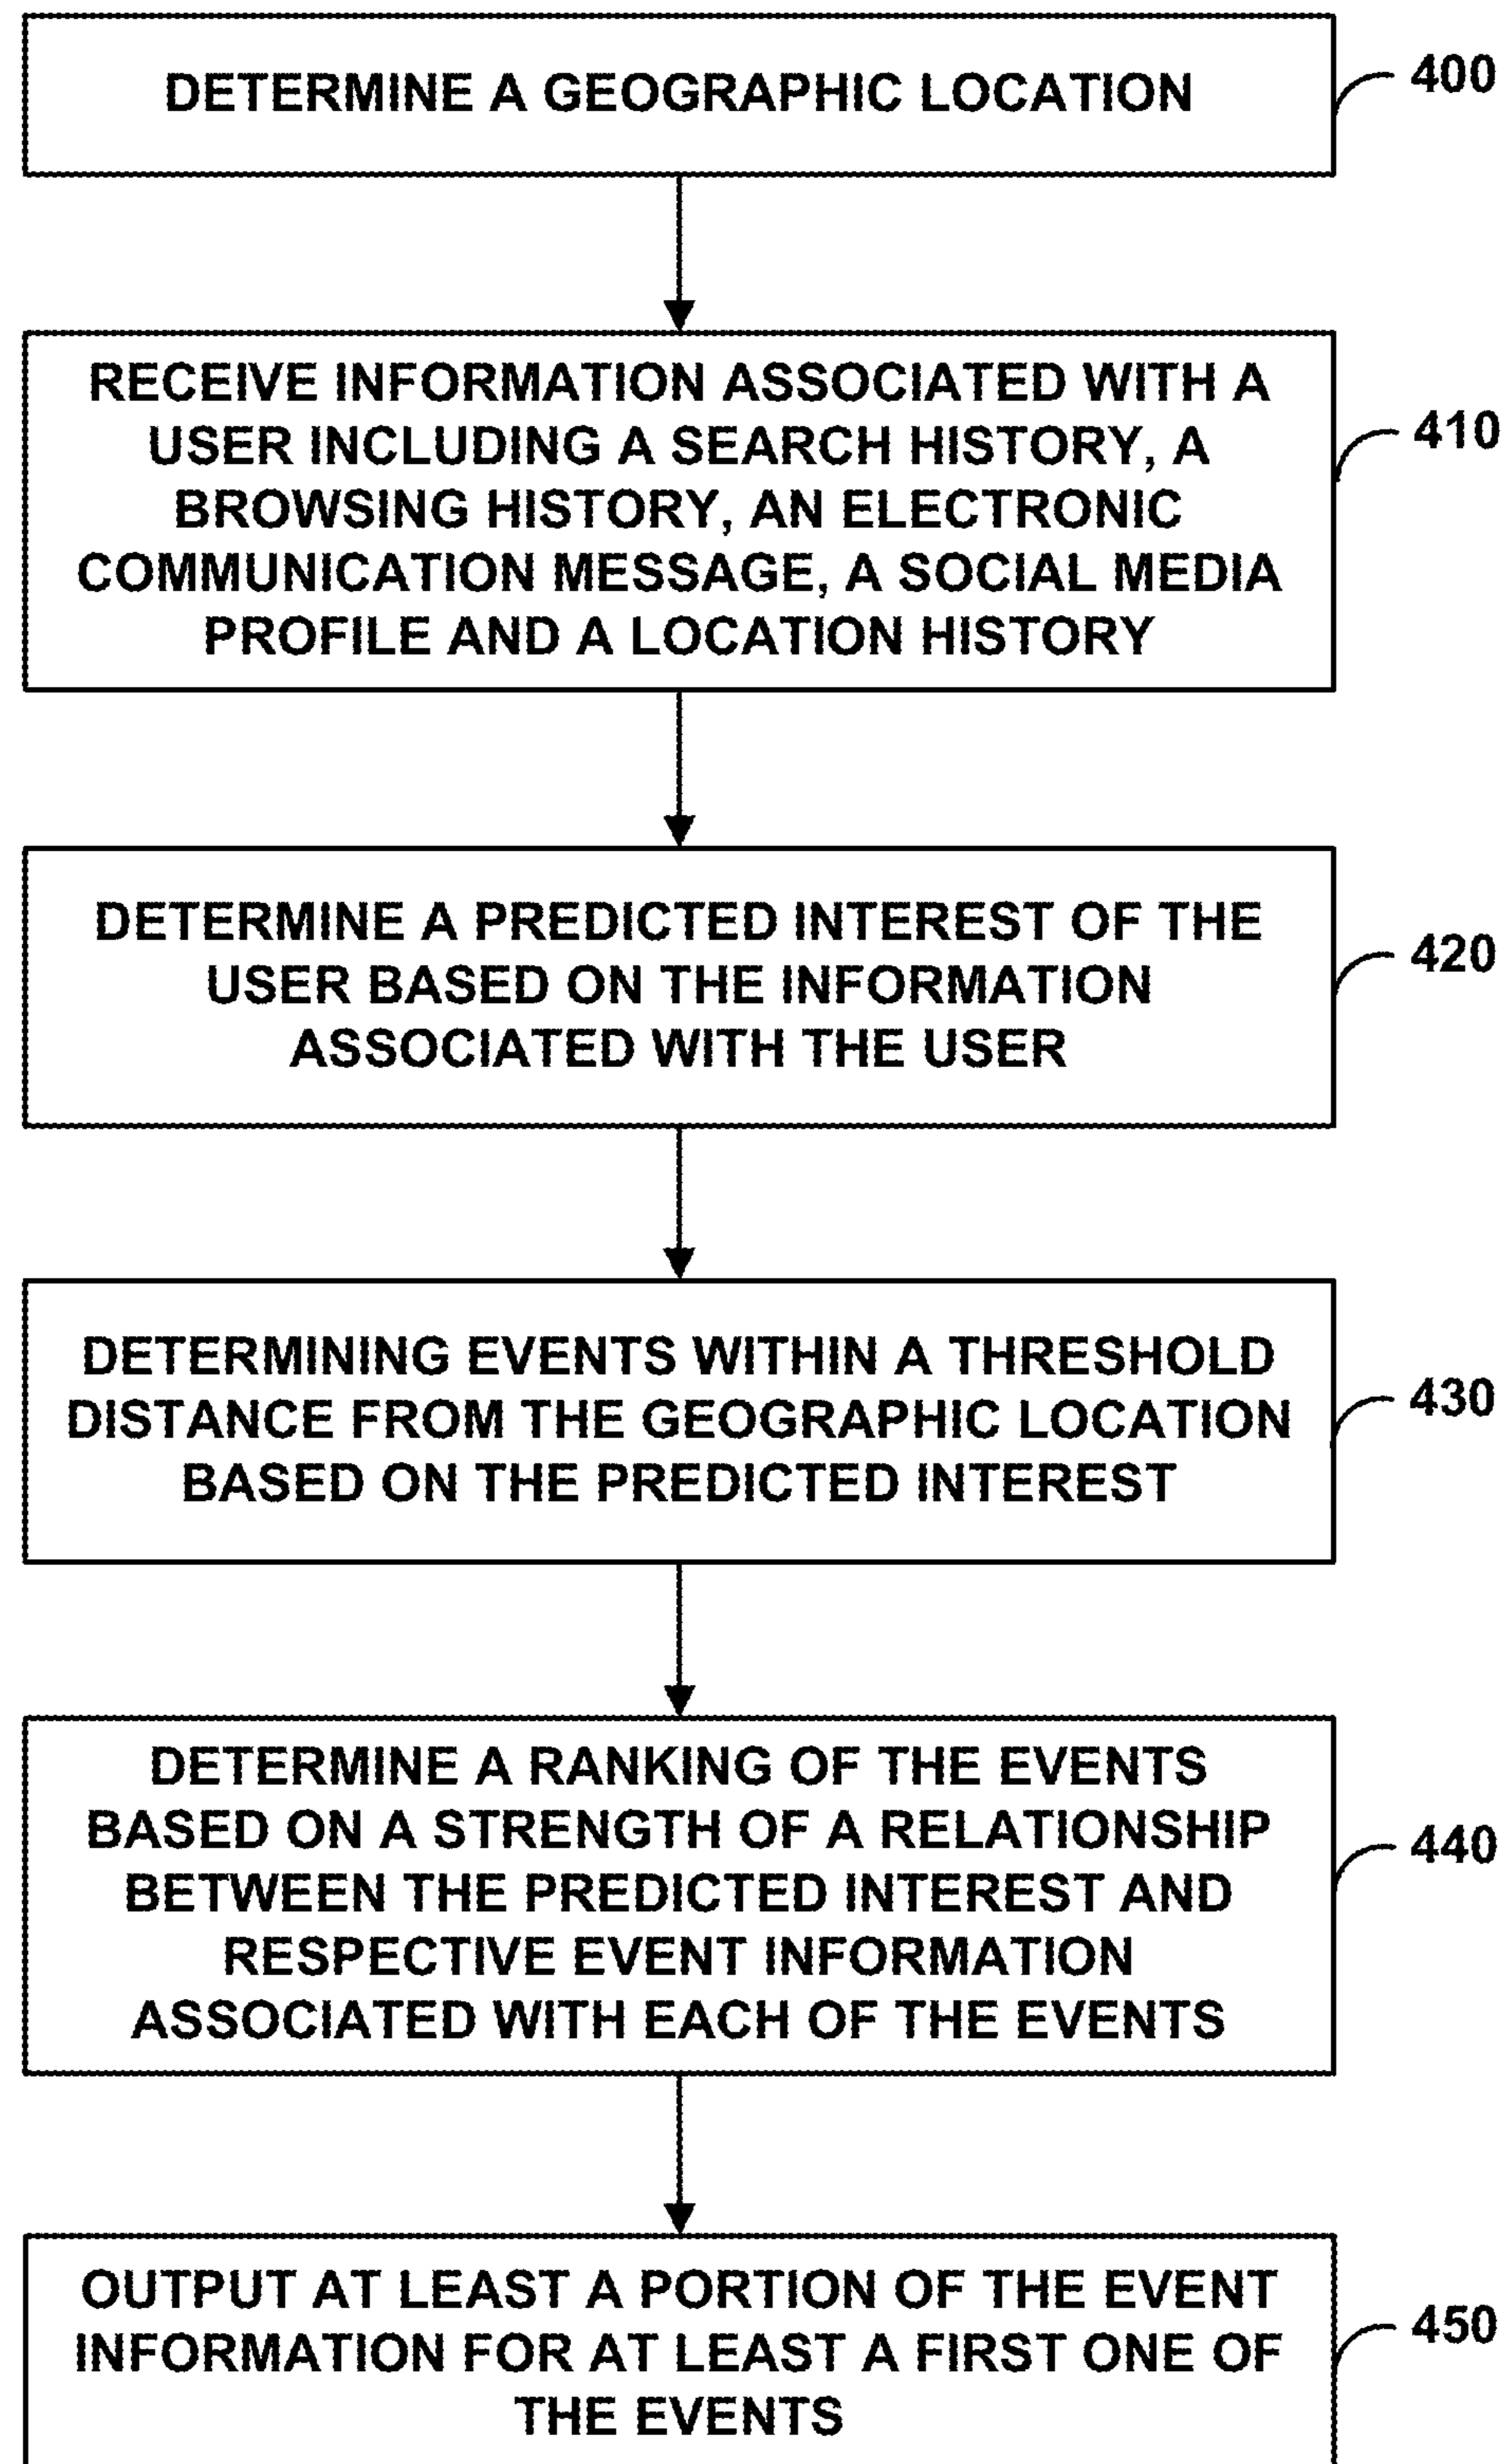 DETERMINE A GEOGRAPHIC LOCATION
400
RECEIVE INFORMATION ASSOCIATED WITH A
USER INCLUDING A SEARCH HISTORY, A
BROWSING HISTORY, AN ELECTRONIC
COMMUNICATION MESSAGE, A SOCIAL MEDIA
PROFILE AND A LOCATION HISTORY
410
DETERMINE A PREDICTED INTEREST OF THE
USER BASED ON THE INFORMATION
ASSOCIATED WITH THE USER
420
DETERMINING EVENTS WITHIN A THRESHOLD
DISTANCE FROM THE GEOGRAPHIC LOCATION
BASED ON THE PREDICTED INTEREST
430
DETERMINE A RANKING OF THE EVENTS
BASED ON A STRENGTH OF A RELATIONSHIP
BETWEEN THE PREDICTED INTEREST AND
RESPECTIVE EVENT INFORMATION
ASSOCIATED WITH EACH OF THE EVENTS
440
OUTPUT AT LEAST A PORTION OF THE EVENT
INFORMATION FOR AT LEAST A FIRST ONE OF
THE EVENTS
450